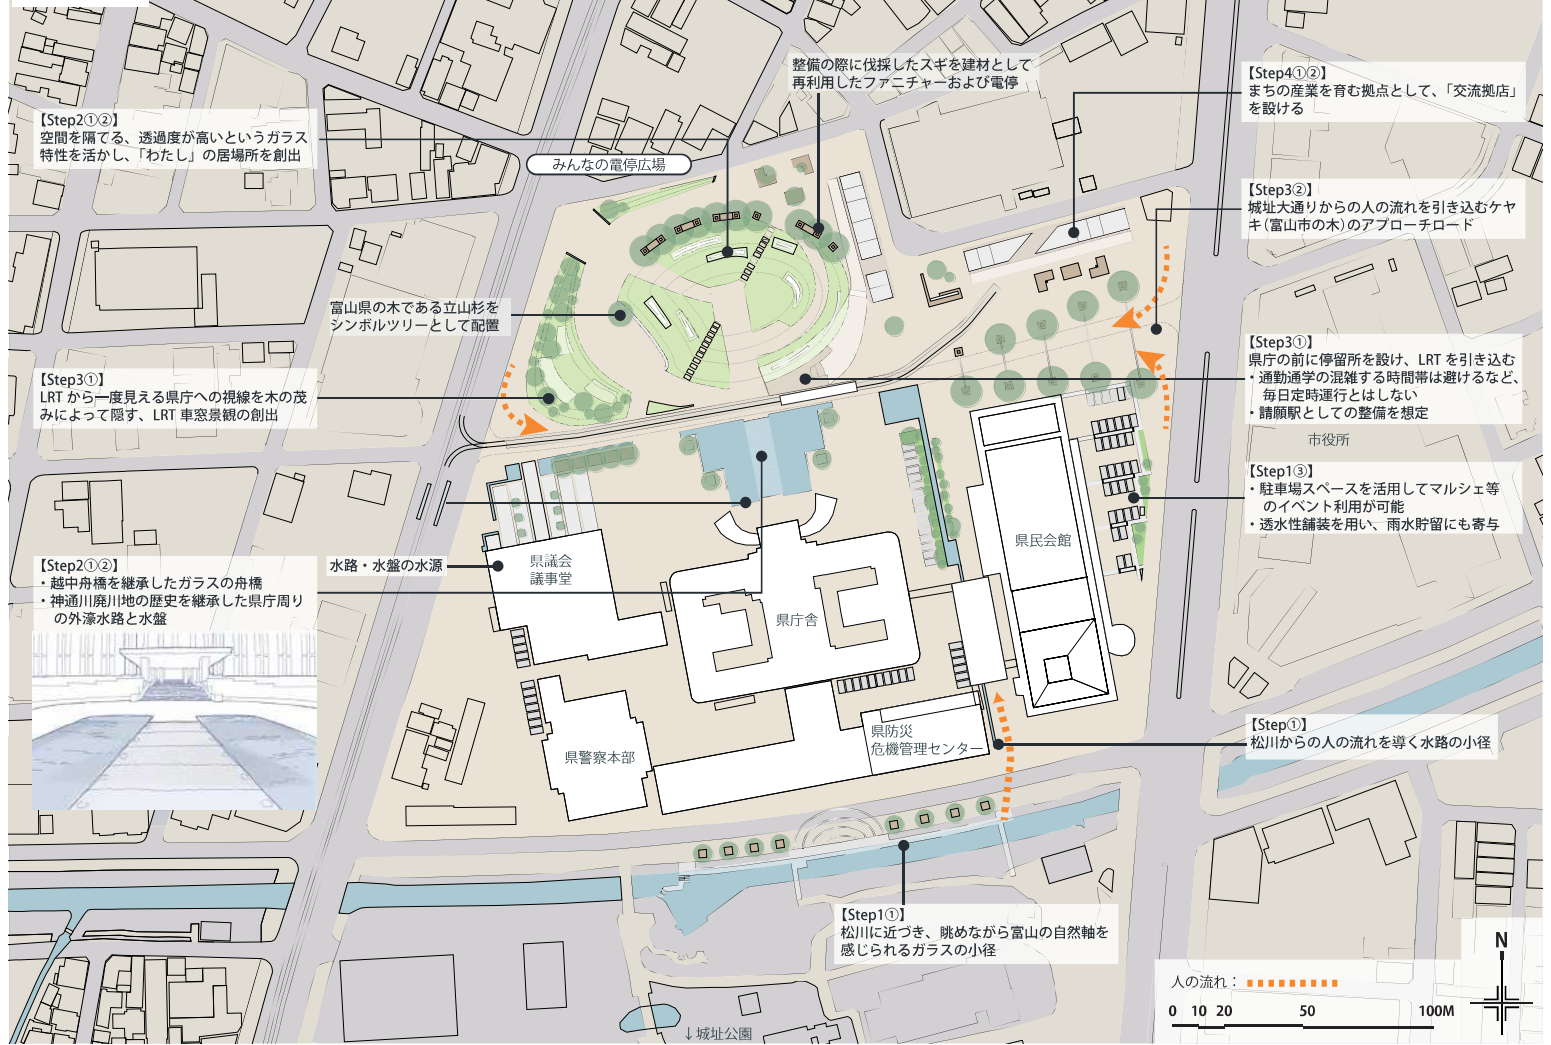 整備の際に伐採したスギを建材として
再利用したファニチャーおよび電停
【Step4①②】
まちの産業を育む拠点として、「交流拠店」
を設ける
【Step2①②】
空間を隔てる、透過度が高いというガラス
特性を活かし、「わたし」の居場所を創出
みんなの電停広場
【Step3②】
城址大通りからの人の流れを引き込むケヤ
キ（富山市の木）のアプローチロード
富山県の木である立山杉を
シンボルツリーとして配置
【Step3①】
県庁の前に停留所を設け、LRT を引き込む
・通勤通学の混雑する時間帯は避けるなど、
毎日定時運行とはしない
・請願駅としての整備を想定
【Step3①】
LRT から一度見える県庁への視線を木の茂
みによって隠す、LRT 車窓景観の創出
市役所
【Step1③】
・駐車場スペースを活用してマルシェ等
のイベント利用が可能
・透水性舗装を用い、雨水貯留にも寄与
県民会館
【Step2①②】
・越中舟橋を継承したガラスの舟橋
・神通川廃川地の歴史を継承した県庁周り
の外濠水路と水盤
水路・水盤の水源
県議会
議事堂
県庁舎
県防災
危機管理センター
県警察本部
【Step①】
松川からの人の流れを導く水路の小径
【Step1①】
松川に近づき、眺めながら富山の自然軸を
感じられるガラスの小径
↓城址公園
N
人の流れ：
0 10 20 50 100M